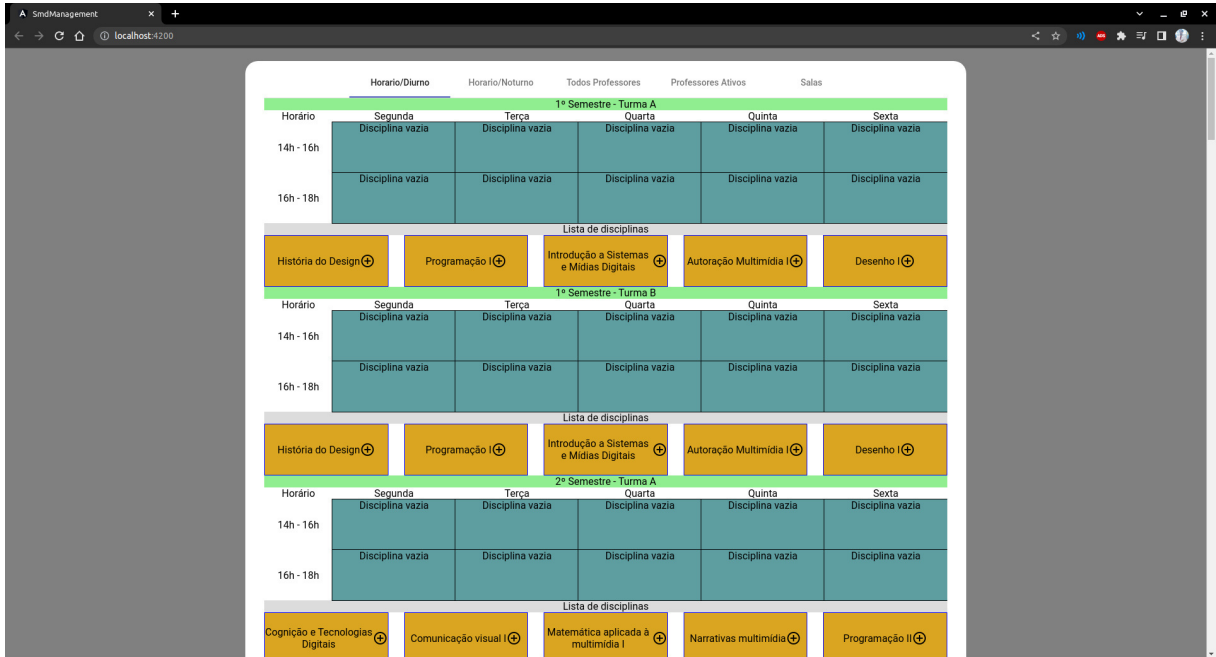 SmdManagement
localhost:4200
Horario/Diurno Horario/Noturno Todos Professores Professores Ativos Salas
1º Semestre - Turma A
Horário Segunda Terça Quarta Quinta Sexta
14h - 16h Disciplina vazia Disciplina vazia Disciplina vazia Disciplina vazia Disciplina vazia
16h - 18h Disciplina vazia Disciplina vazia Disciplina vazia Disciplina vazia Disciplina vazia
Lista de disciplinas
História do Design
Programação I
Introdução a Sistemas
e Mídias Digitais
Autoração Multimídia I
Desenho I
1º Semestre - Turma B
Horário Segunda Terça Quarta Quinta Sexta
14h - 16h Disciplina vazia Disciplina vazia Disciplina vazia Disciplina vazia Disciplina vazia
16h - 18h Disciplina vazia Disciplina vazia Disciplina vazia Disciplina vazia Disciplina vazia
Lista de disciplinas
História do Design
Programação I
Introdução a Sistemas
e Mídias Digitais
Autoração Multimídia I
Desenho I
2º Semestre - Turma A
Horário Segunda Terça Quarta Quinta Sexta
14h - 16h Disciplina vazia Disciplina vazia Disciplina vazia Disciplina vazia Disciplina vazia
16h - 18h Disciplina vazia Disciplina vazia Disciplina vazia Disciplina vazia Disciplina vazia
Lista de disciplinas
Cognição e Tecnologias
Digitais
Comunicação visual I
Matemática aplicada à
multimídia I
Narrativas multimídia
Programação II